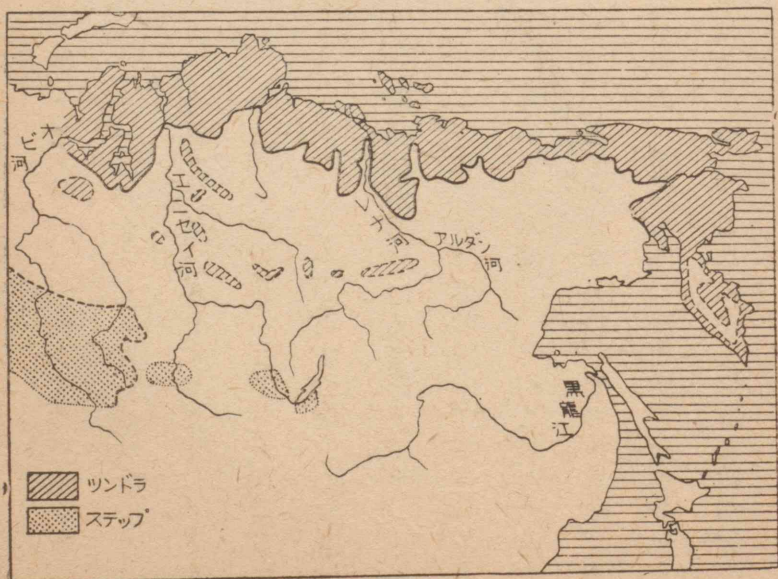 オビ河
エニセイ河
レナ河
アルダン河
黒龍江
ツンドラ
ステップ